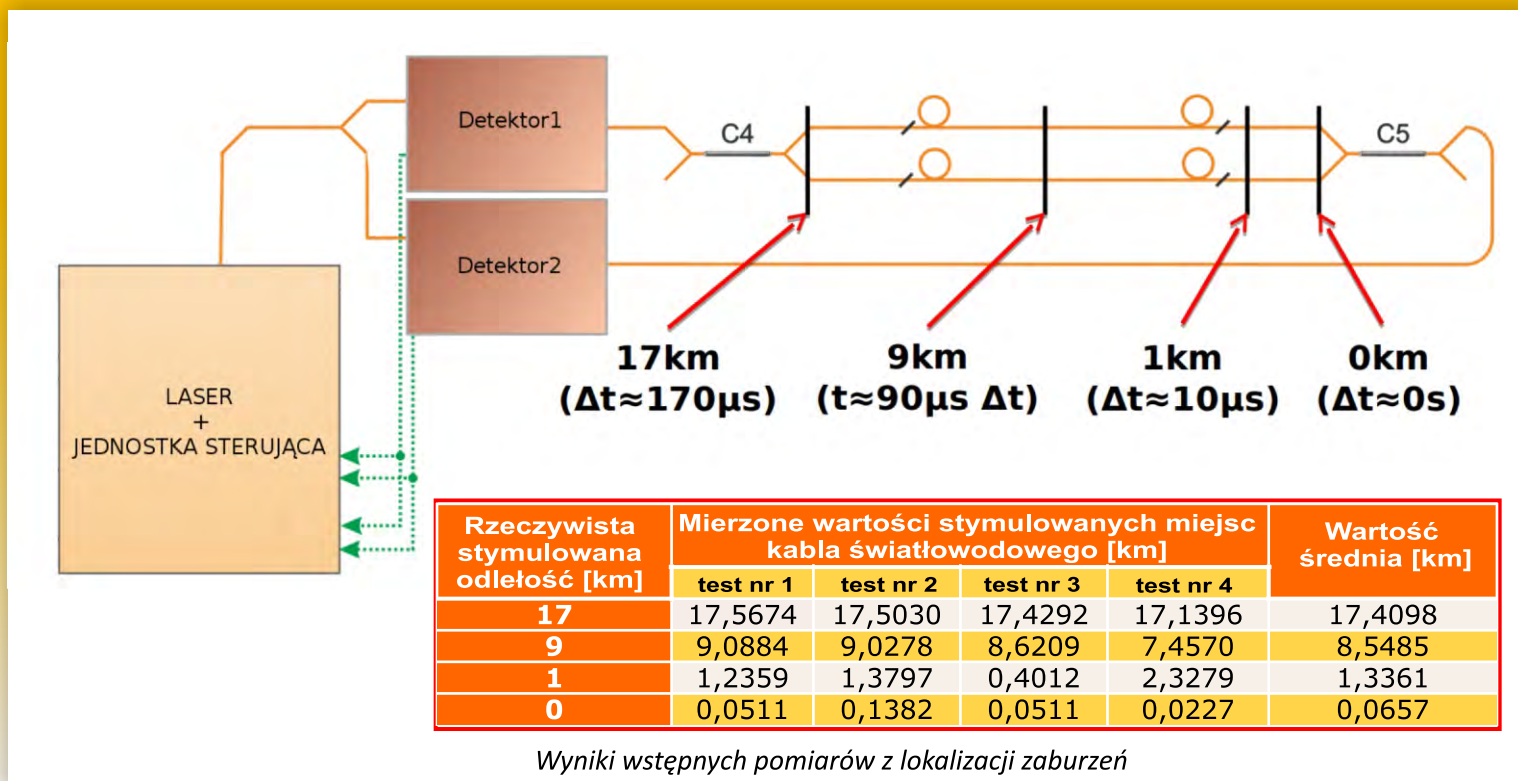 Detektor1
C4
C5
Detektor2
17km
(Δt≈170μs)
9km
(t≈90μs Δt)
1km
(Δt≈10μs)
0km
(Δt≈0s)
LASER
+
JEDNOSTKA STERUJĄCA
Rzeczywista
stymulowana
odlełość [km]
Mierzone wartości stymulowanych miejsc
kabla światłowodowego [km]
Wartość
średnia [km]
test nr 1 test nr 2 test nr 3 test nr 4
17 17,5674 17,5030 17,4292 17,1396 17,4098
9 9,0884 9,0278 8,6209 7,4570 8,5485
1 1,2359 1,3797 0,4012 2,3279 1,3361
0 0,0511 0,1382 0,0511 0,0227 0,0657
Wyniki wstępnych pomiarów z lokalizacji zaburzeń